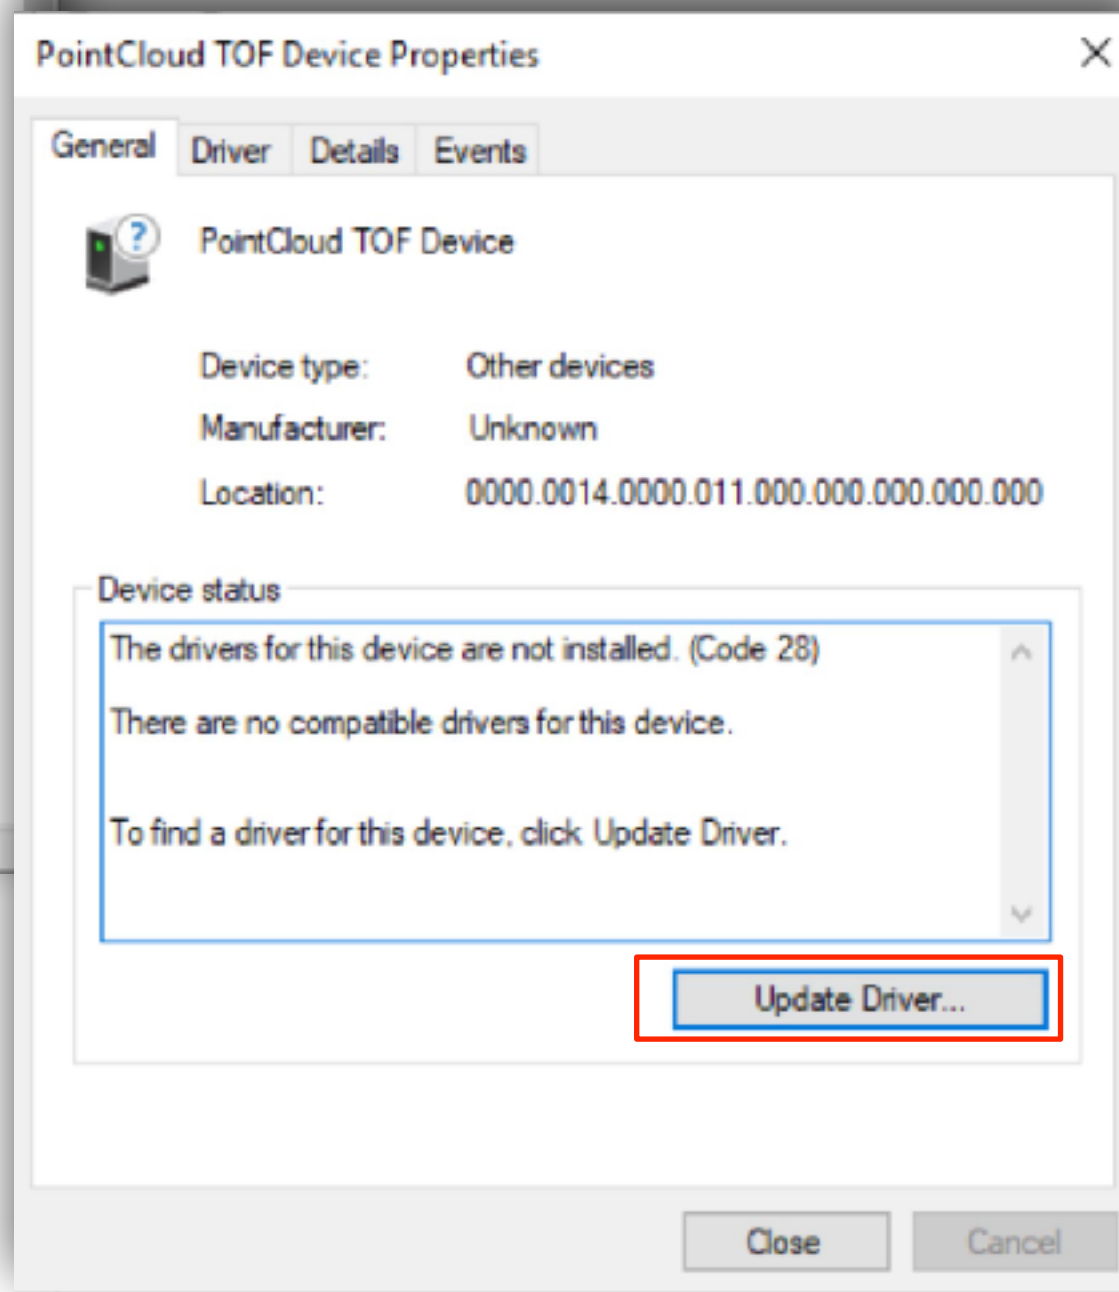 PointCloud TOF Device Properties
General Driver Details Events
?
PointCloud TOF Device
Device type: Other devices
Manufacturer: Unknown
Location: 0000.0014.0000.011.000.000.000.000.000
Device status
The drivers for this device are not installed. (Code 28)
There are no compatible drivers for this device.
To find a driver for this device, click Update Driver.
Update Driver...
Close Cancel